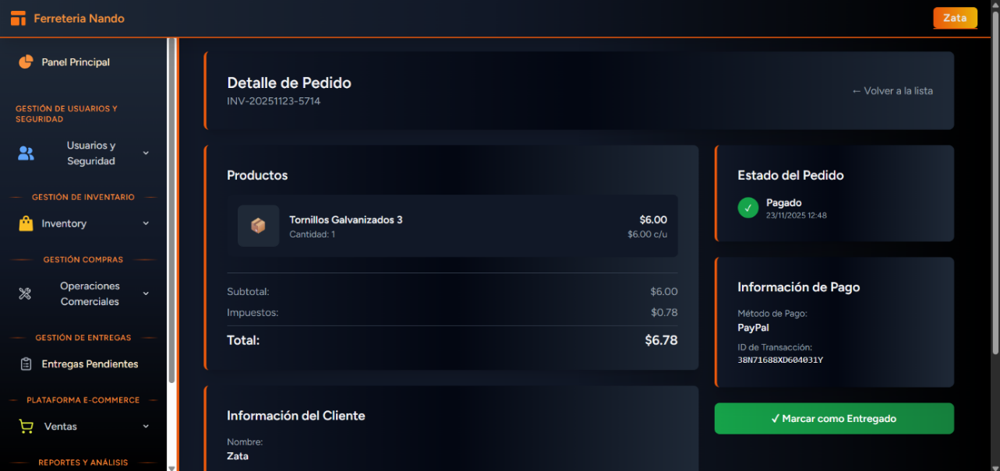 Ferreteria Nando
Zata
Panel Principal
GESTIÓN DE USUARIOS Y
SEGURIDAD
Usuarios y
Seguridad
GESTIÓN DE INVENTARIO
Inventory
GESTIÓN COMPRAS
Operaciones
Comerciales
GESTIÓN DE ENTREGAS
Entregas Pendientes
PLATAFORMA E-COMMERCE
Ventas
REPORTES Y ANÁLISIS
Detalle de Pedido
INV-20251123-5714
← Volver a la lista
Productos
Tornillos Galvanizados 3
Cantidad: 1
$6.00
$6.00 c/u
Subtotal: $6.00
Impuestos: $0.78
Total: $6.78
Información del Cliente
Nombre:
Zata
Estado del Pedido
✓ Pagado
23/11/2025 12:48
Información de Pago
Método de Pago:
PayPal
ID de Transacción:
38N71688XD604031Y
✓ Marcar como Entregado